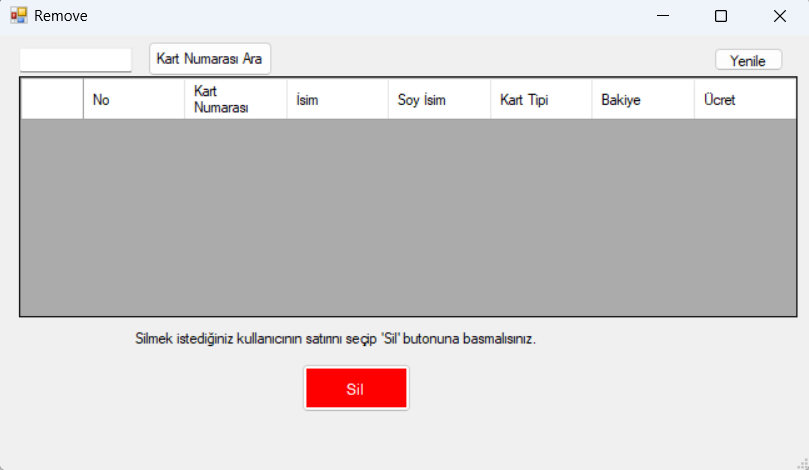 Remove
Kart Numarası Ara
Yenile
No
Kart
Numarası
İsim
Soy İsim
Kart Tipi
Bakiye
Ücret
Silmek istediğiniz kullanıcının satırını seçip 'Sil' butonuna basmalısınız.
Sil